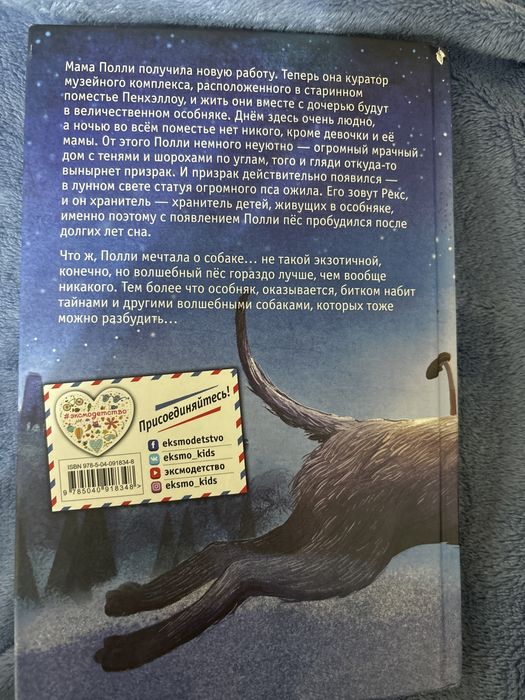 Мама Полли получила новую работу. Теперь она куратор
музейного комплекса, расположенного в старинном
поместье Пенхэллоу, и жить они вместе с дочерью будут
в величественном особняке. Днём здесь очень людно,
а ночью во всём поместье нет никого, кроме девочки и её
мамы. От этого Полли немного неуютно — огромный мрачный
дом с тенями и шорохами по углам, того и гляди откуда-то
вынырнет призрак. И призрак действительно появился —
в лунном свете статуя огромного пса ожила. Его зовут Рекс,
и он хранитель — хранитель детей, живущих в особняке,
именно поэтому с появлением Полли пёс пробудился после
долгих лет сна.
Что ж, Полли мечтала о собаке... не такой экзотичной,
конечно, но волшебный пёс гораздо лучше, чем вообще
никакого. Тем более что особняк, оказывается, битком набит
тайнами и другими волшебными собаками, которых тоже
можно разбудить...
#эксмодетство
Присоединяйтесь!
eksmodetstvo
eksmo_kids
эксмодетство
eksmo_kids
ISBN 978-5-04-091834-8
9 785040 918348 >